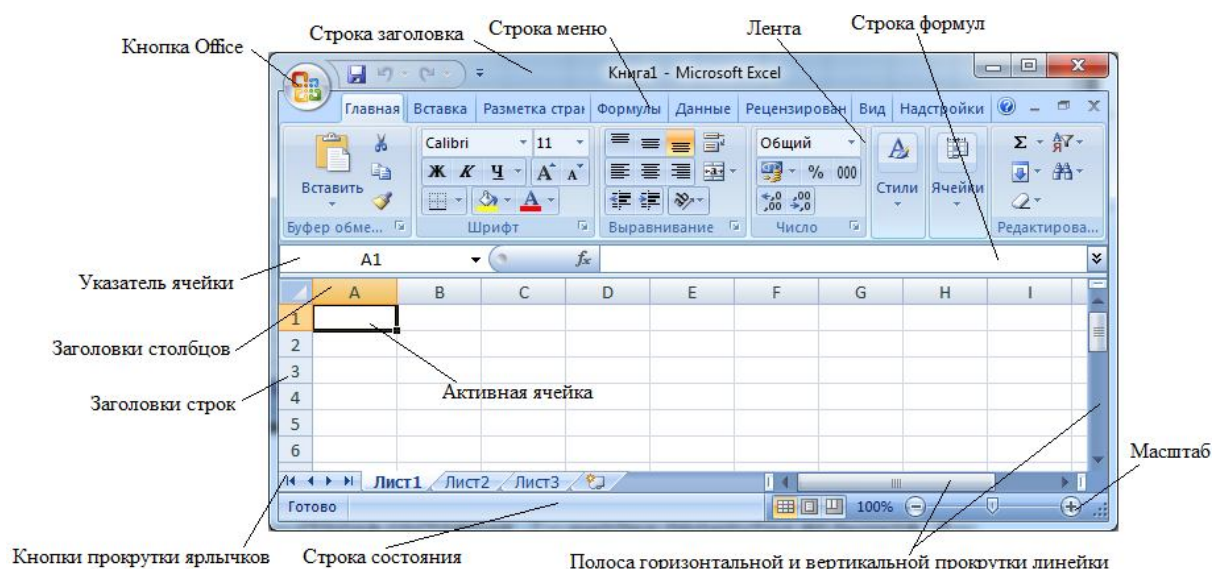 Кнопка Office
Строка заголовка
Строка меню
Лента
Строка формул
Книга1 - Microsoft Excel
Главная Вставка Разметка стран Формулы Данные Рецензирован Вид Надстройки
Calibri 11 Общий Σ
Ж К Ч A A % 000
Вставить Стили Ячейки
Буфер обме... Шрифт Выравнивание Число Редактирова...
Указатель ячейки
A1 fx
A B C D E F G H I
1
2
Заголовки столбцов
3
Активная ячейка
4
Заголовки строк
5
6
Масштаб
Лист1 Лист2 Лист3
Готово 100%
Кнопки прокрутки ярлычков
Строка состояния
Полоса горизонтальной и вертикальной прокрутки линейки